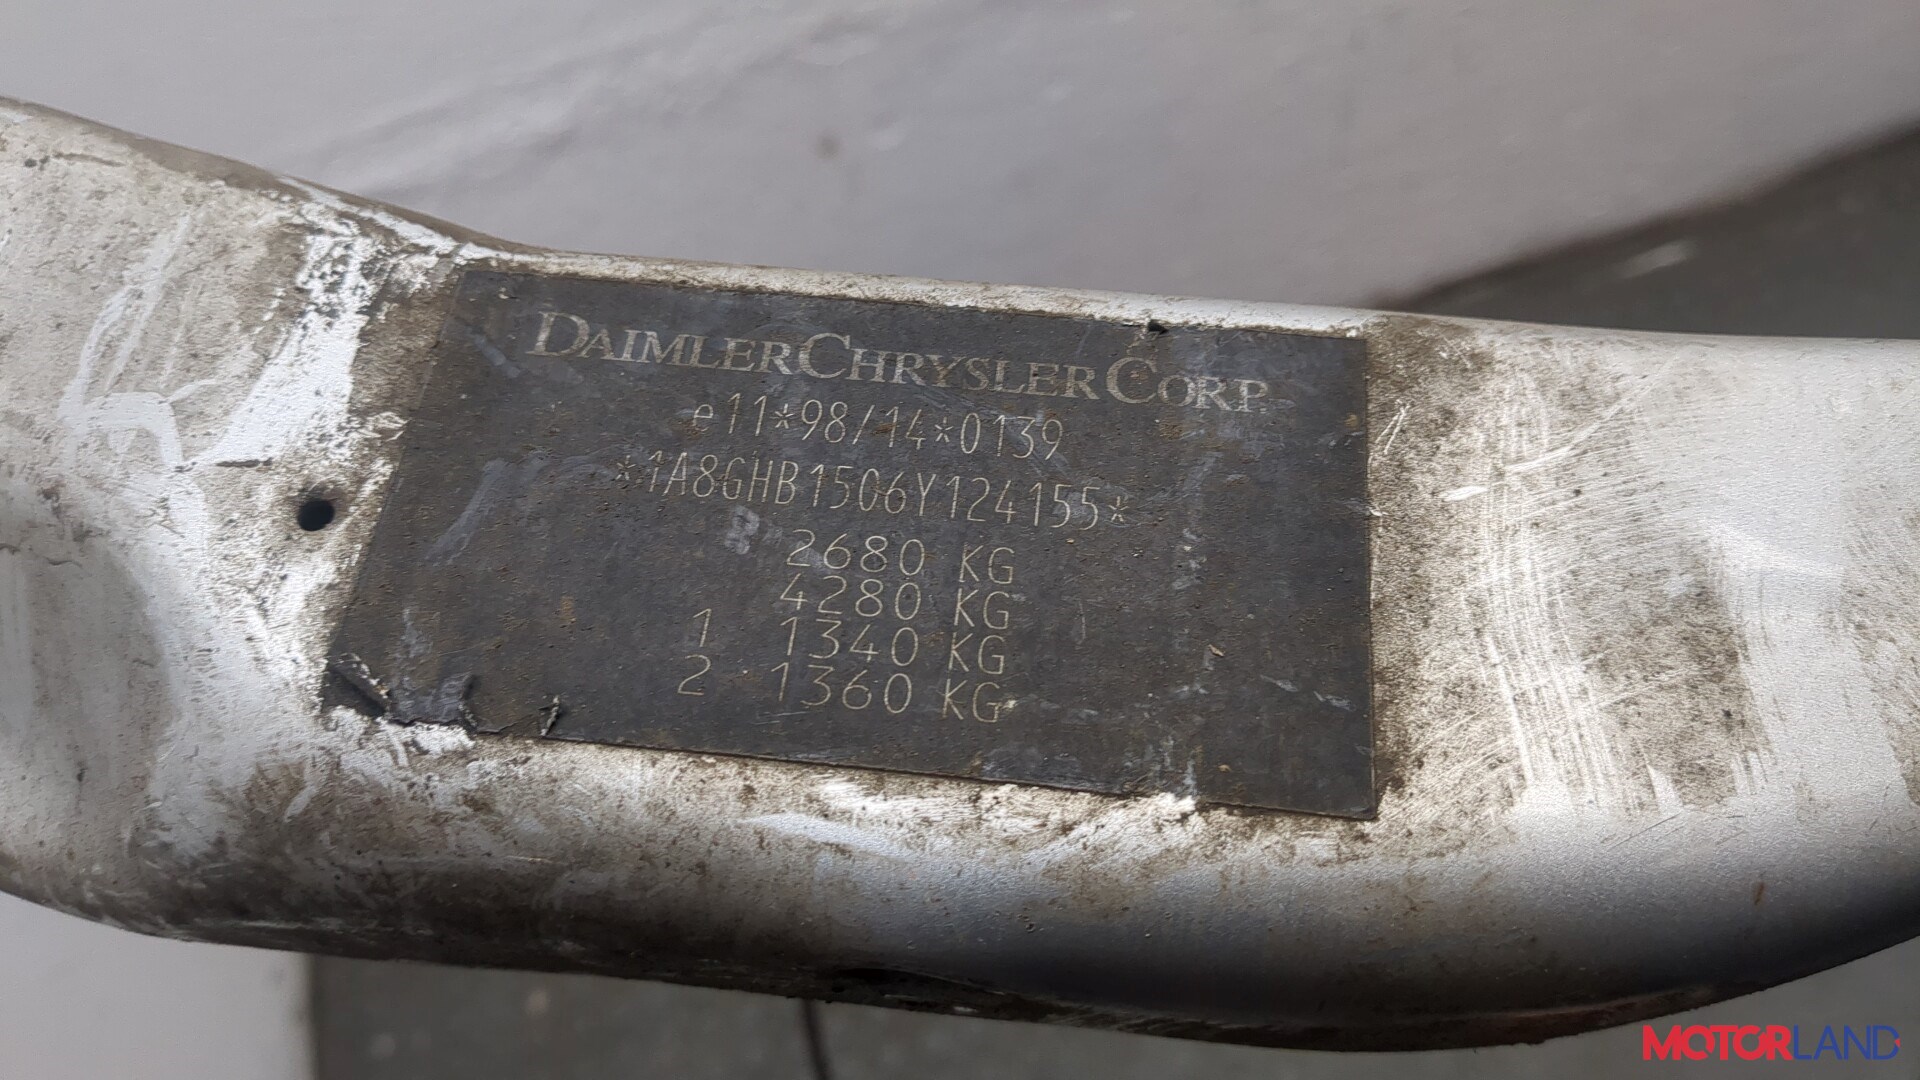 DAIMLERCHRYSLER CORP.
e11*98/14*0139
*1A8GHB1506Y124155*
2680 KG
4280 KG
1 1340 KG
2 1360 KG
MOTORLAND